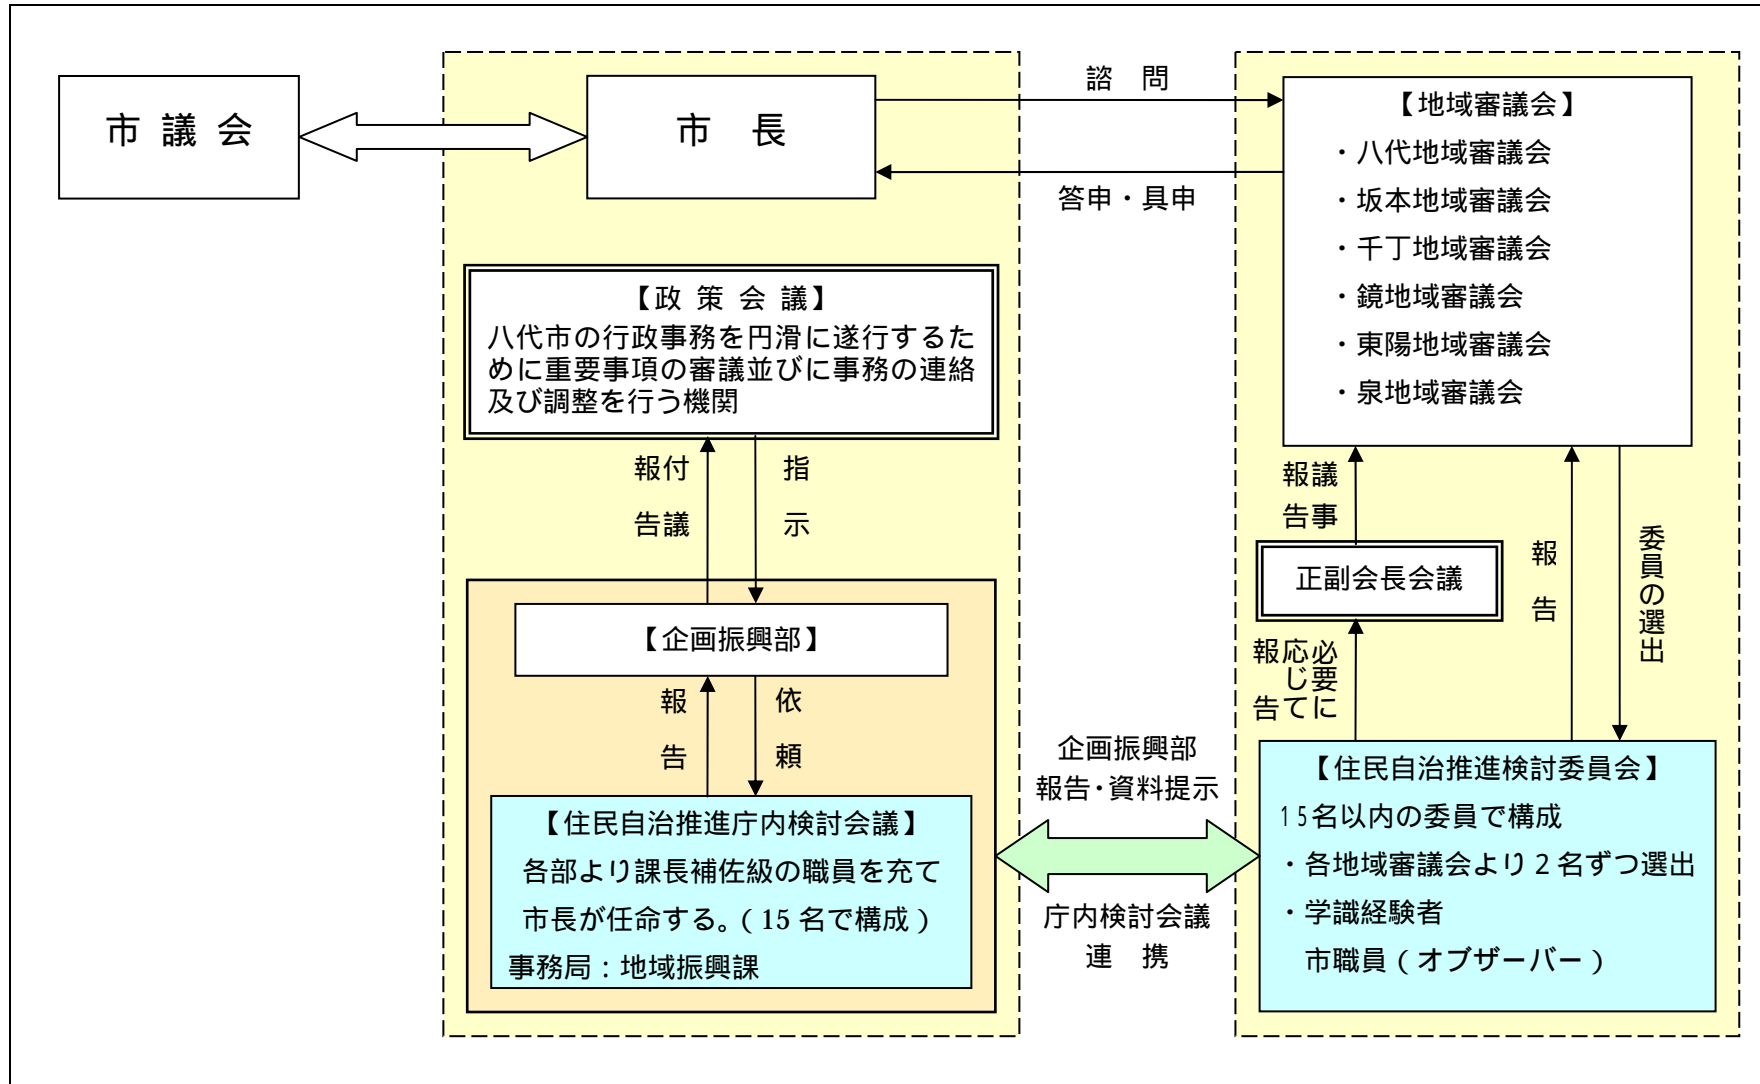 市 議 会
市　長
諮　問
答申・具申
【地域審議会】
・八代地域審議会
・坂本地域審議会
・千丁地域審議会
・鏡地域審議会
・東陽地域審議会
・泉地域審議会
【政 策 会 議】
八代市の行政事務を円滑に遂行するた
めに重要事項の審議並びに事務の連絡
及び調整を行う機関
付議
報告
指示
議事
報告
正副会長会議
報告
委員の選出
必要に
応じて
報告
【企画振興部】
報告
依頼
【住民自治推進庁内検討会議】
各部より課長補佐級の職員を充て
市長が任命する。（15 名で構成）
事務局：地域振興課
企画振興部
報告・資料提示
庁内検討会議
連　携
【住民自治推進検討委員会】
15名以内の委員で構成
・各地域審議会より 2 名ずつ選出
・学識経験者
市職員（オブザーバー）